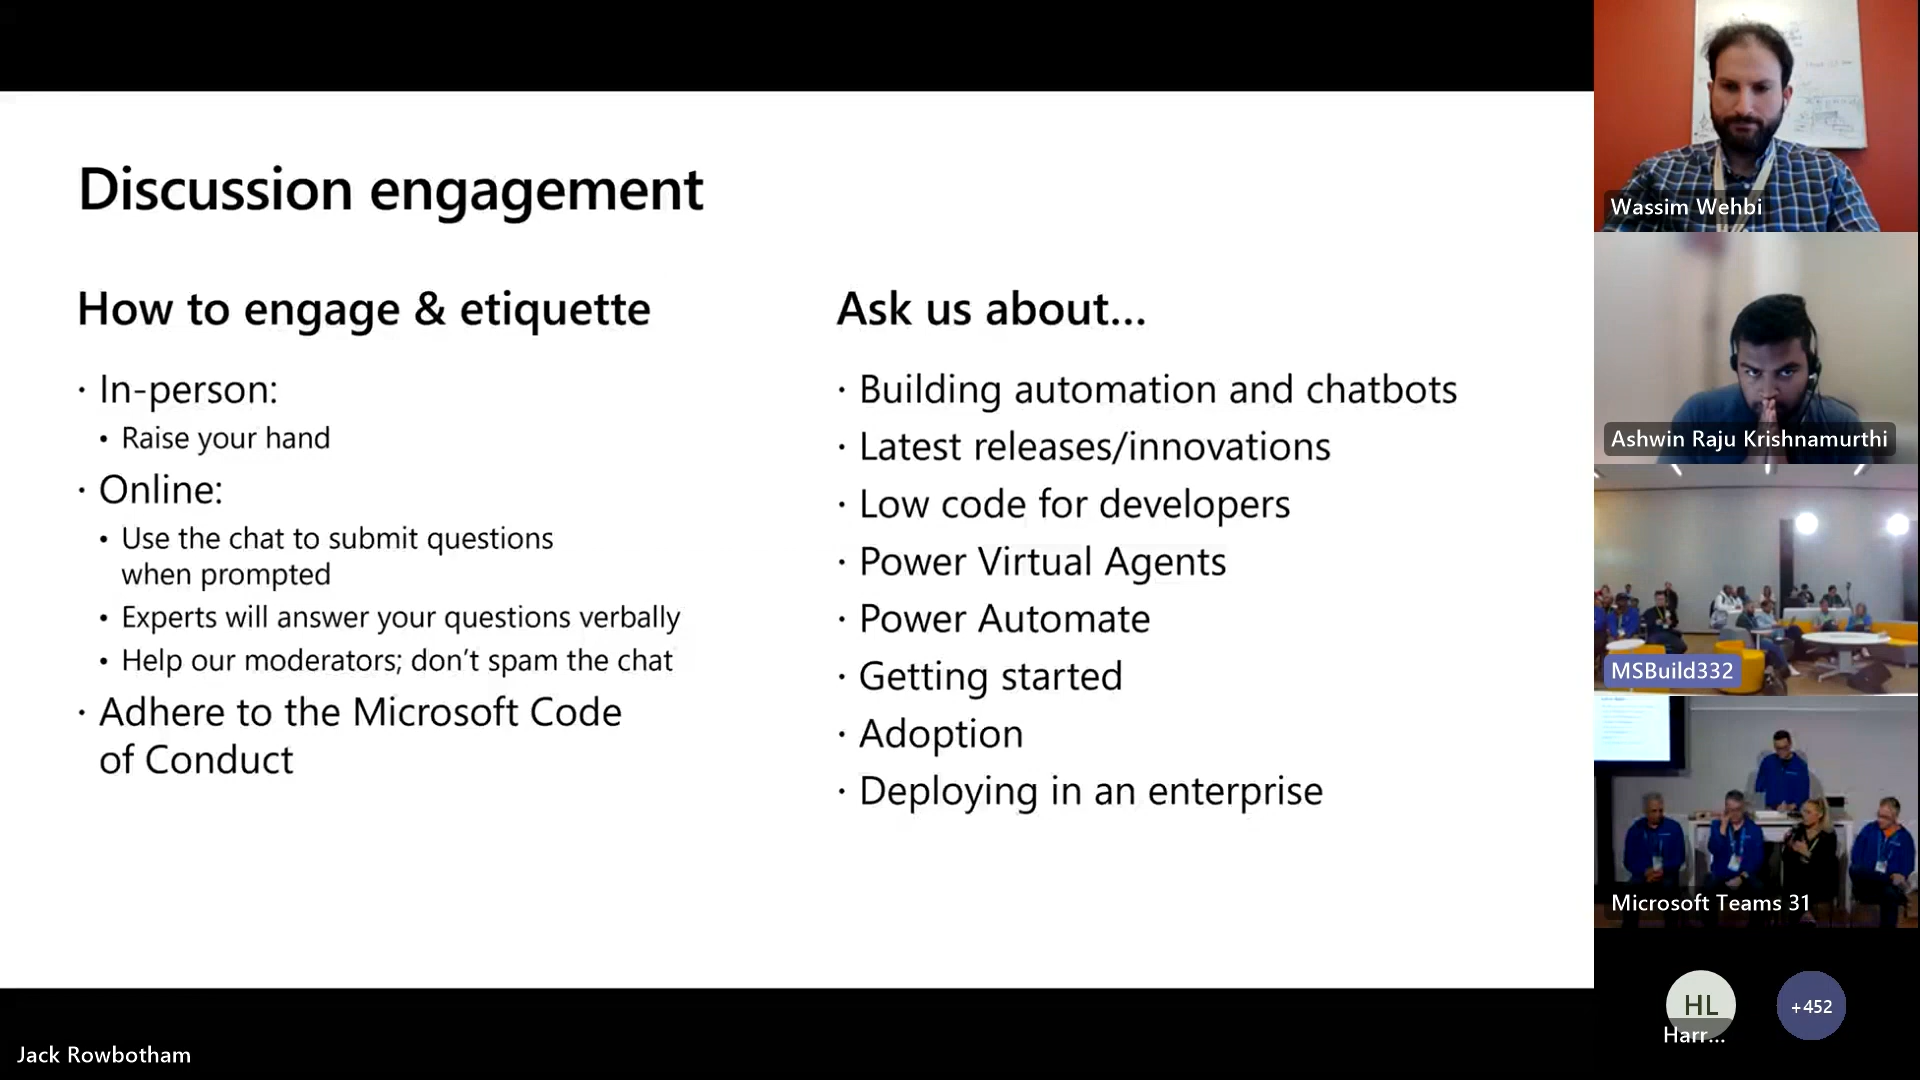 Discussion engagement
How to engage & etiquette
· In-person:
• Raise your hand
· Online:
• Use the chat to submit questions
when prompted
• Experts will answer your questions verbally
• Help our moderators; don't spam the chat
· Adhere to the Microsoft Code
of Conduct
Ask us about...
· Building automation and chatbots
· Latest releases/innovations
· Low code for developers
· Power Virtual Agents
· Power Automate
· Getting started
· Adoption
· Deploying in an enterprise
Wassim Wehbi
Ashwin Raju Krishnamurthi
MSBuild332
Microsoft Teams 31
HL
Harr...
+452
Jack Rowbotham